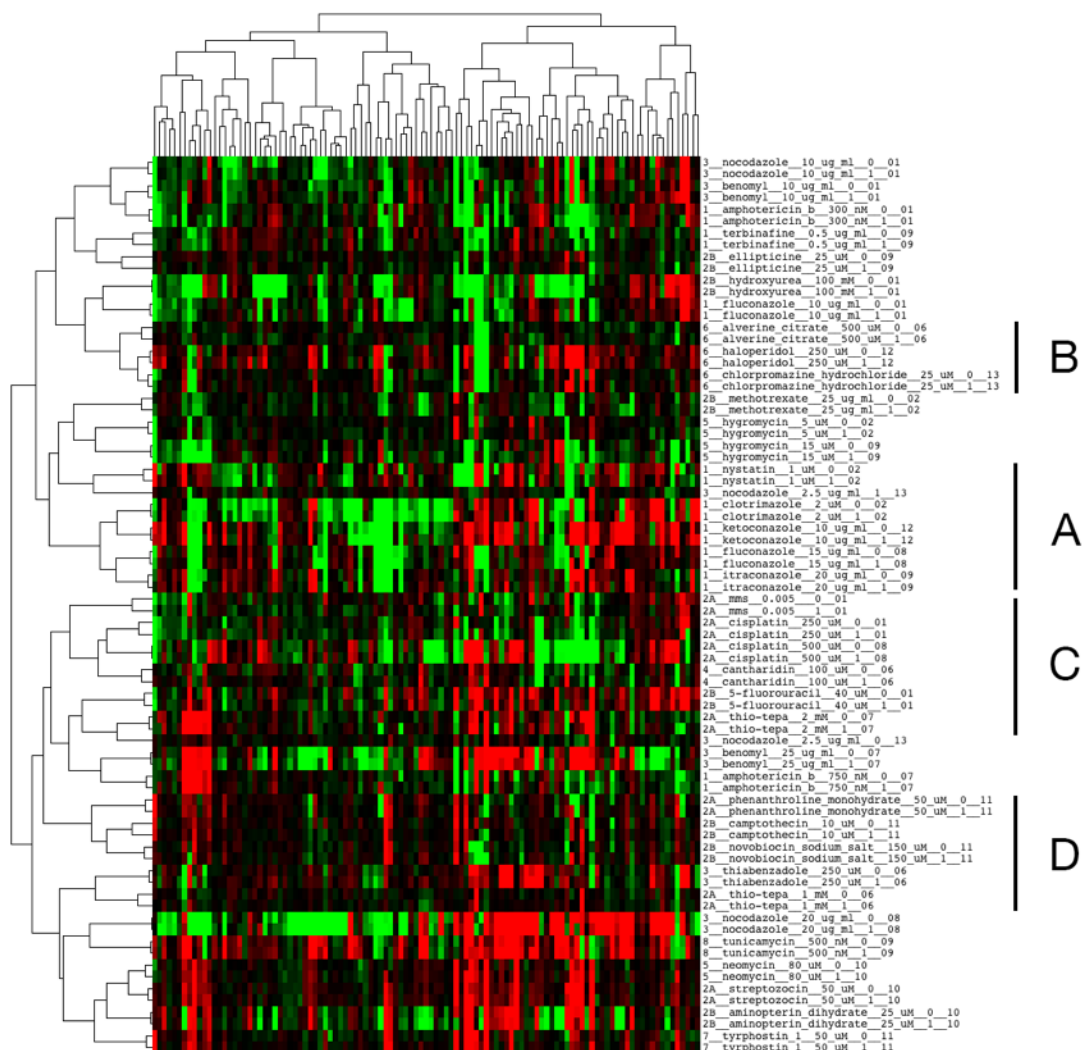 3__nocodazole__10_ug_ml__0__01
3__nocodazole__10_ug_ml__1__01
3__benomyl__10_ug_ml__0__01
3__benomyl__10_ug_ml__1__01
1__amphotericin_b__300_nM__0__01
1__amphotericin_b__300_nM__1__01
1__terbinafine__0.5_ug_ml__0__09
1__terbinafine__0.5_ug_ml__1__09
2B__ellipticine__25_uM__0__09
2B__ellipticine__25_uM__1__09
2B__hydroxyurea__100_mM__0__01
2B__hydroxyurea__100_mM__1__01
1__fluconazole__10_ug_ml__0__01
1__fluconazole__10_ug_ml__1__01
6__alverine_citrate__500_uM__0__06
6__alverine_citrate__500_uM__1__06
6__haloperidol__250_uM__0__12
6__haloperidol__250_uM__1__12
B
6__chlorpromazine_hydrochloride__25_uM__0__13
6__chlorpromazine_hydrochloride__25_uM__1__13
2B__methotrexate__25_ug_ml__0__02
2B__methotrexate__25_ug_ml__1__02
5__hygromycin__5_uM__0__02
5__hygromycin__5_uM__1__02
5__hygromycin__15_uM__0__09
5__hygromycin__15_uM__1__09
1__nystatin__1_uM__0__02
1__nystatin__1_uM__1__02
3__nocodazole__2.5_ug_ml__1__13
1__clotrimazole__2_uM__0__02
1__clotrimazole__2_uM__1__02
1__ketoconazole__10_ug_ml__0__12
A
1__ketoconazole__10_ug_ml__1__12
1__fluconazole__15_ug_ml__0__08
1__fluconazole__15_ug_ml__1__08
1__itraconazole__20_ug_ml__0__09
1__itraconazole__20_ug_ml__1__09
2A__mms__0.005____0__01
2A__mms__0.005____1__01
2A__cisplatin__250_uM__0__01
2A__cisplatin__250_uM__1__01
2A__cisplatin__500_uM__0__08
2A__cisplatin__500_uM__1__08
C
4__cantharidin__100_uM__0__06
4__cantharidin__100_uM__1__06
2B__5-fluorouracil__40_uM__0__01
2B__5-fluorouracil__40_uM__1__01
2A__thio-tepa__2_mM__0__07
2A__thio-tepa__2_mM__1__07
3__nocodazole__2.5_ug_ml__0__13
3__benomyl__25_ug_ml__0__07
3__benomyl__25_ug_ml__1__07
1__amphotericin_b__750_nM__0__07
1__amphotericin_b__750_nM__1__07
2A__phenanthroline_monohydrate__50_uM__0__11
2A__phenanthroline_monohydrate__50_uM__1__11
2B__camptothecin__10_uM__0__11
2B__camptothecin__10_uM__1__11
2B__novobiocin_sodium_salt__150_uM__0__11
D
2B__novobiocin_sodium_salt__150_uM__1__11
3__thiabenzadole__250_uM__0__06
3__thiabenzadole__250_uM__1__06
2A__thio-tepa__1_mM__0__06
2A__thio-tepa__1_mM__1__06
3__nocodazole__20_ug_ml__0__08
3__nocodazole__20_ug_ml__1__08
8__tunicamycin__500_nM__0__09
8__tunicamycin__500_nM__1__09
5__neomycin__80_uM__0__10
5__neomycin__80_uM__1__10
2A__streptozocin__50_uM__0__10
2A__streptozocin__50_uM__1__10
2B__aminopterin_dihydrate__25_uM__0__10
2B__aminopterin_dihydrate__25_uM__1__10
7__tyrphostin_1__50_uM__0__11
7__tyrphostin_1__50_uM__1__11